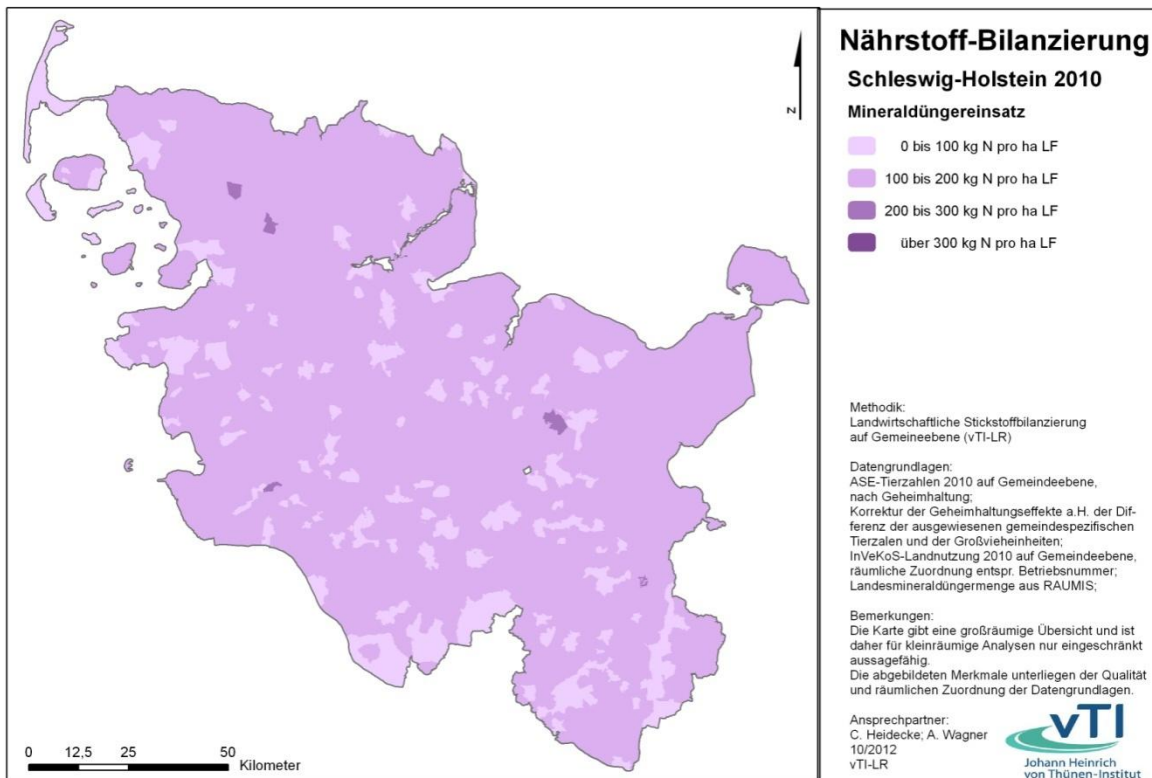 Nährstoff-Bilanzierung
Schleswig-Holstein 2010
Mineraldüngereinsatz
0 bis 100 kg N pro ha LF
100 bis 200 kg N pro ha LF
200 bis 300 kg N pro ha LF
über 300 kg N pro ha LF
N
Methodik:
Landwirtschaftliche Stickstoffbilanzierung
auf Gemeineebene (vTI-LR)
Datengrundlagen:
ASE-Tierzahlen 2010 auf Gemeindeebene,
nach Geheimhaltung;
Korrektur der Geheimhaltungseffekte a.H. der Dif-
ferenz der ausgewiesenen gemeindespezifischen
Tierzalen und der Großvieheinheiten;
InVeKoS-Landnutzung 2010 auf Gemeindeebene,
räumliche Zuordnung entspr. Betriebsnummer;
Landesmineraldüngermenge aus RAUMIS;
Bemerkungen:
Die Karte gibt eine großräumige Übersicht und ist
daher für kleinräumige Analysen nur eingeschränkt
aussagefähig.
Die abgebildeten Merkmale unterliegen der Qualität
und räumlichen Zuordnung der Datengrundlagen.
Ansprechpartner:
C. Heidecke; A. Wagner
10/2012
vTI-LR
vTI
Johann Heinrich
von Thünen-Institut
0 12,5 25 50
Kilometer